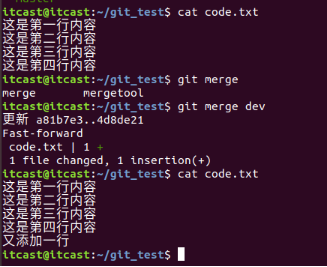 itcast@itcast:~/git_test$ cat code.txt
这是第一行内容
这是第二行内容
这是第三行内容
这是第四行内容
itcast@itcast:~/git_test$ git merge
merge mergetool
itcast@itcast:~/git_test$ git merge dev
更新 a81b7e3..4d8de21
Fast-forward
code.txt | 1 +
1 file changed, 1 insertion(+)
itcast@itcast:~/git_test$ cat code.txt
这是第一行内容
这是第二行内容
这是第三行内容
这是第四行内容
又添加一行
itcast@itcast:~/git_test$